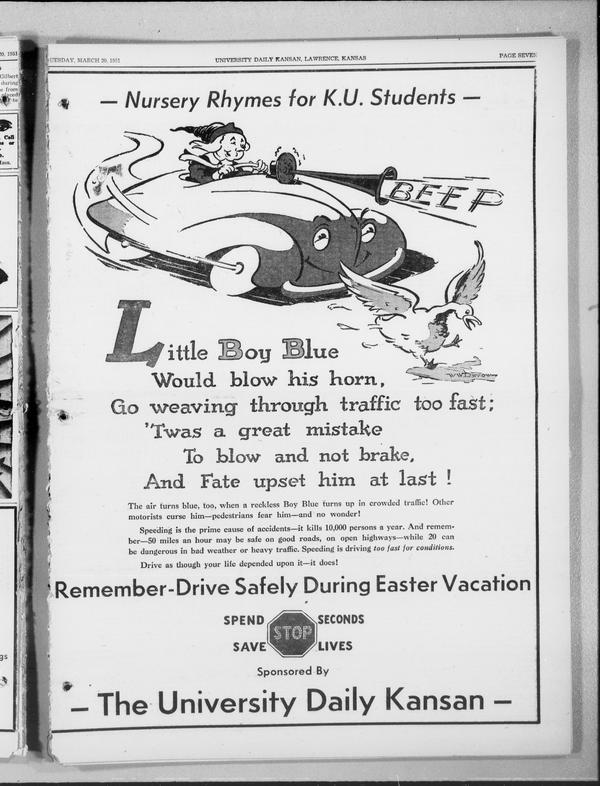 UESDAY, MARCH 20, 1951 UNIVERSITY DAILY KANSAN, LAWRENCE, KANSAS PAGE SEVEN
— Nursery Rhymes for K.U. Students —
BEEP
Little Boy Blue
Would blow his horn,
Go weaving through traffic too fast;
'Twas a great mistake
To blow and not brake,
And Fate upset him at last !
The air turns blue, too, when a reckless Boy Blue turns up in crowded traffic! Other
motorists curse him—pedestrians fear him—and no wonder!
Speeding is the prime cause of accidents—it kills 10,000 persons a year. And remem-
ber—50 miles an hour may be safe on good roads, on open highways—while 20 can
be dangerous in bad weather or heavy traffic. Speeding is driving too fast for conditions.
Drive as though your life depended upon it—it does!
Remember-Drive Safely During Easter Vacation
SPEND STOP SECONDS
SAVE LIVES
Sponsored By
— The University Daily Kansan —